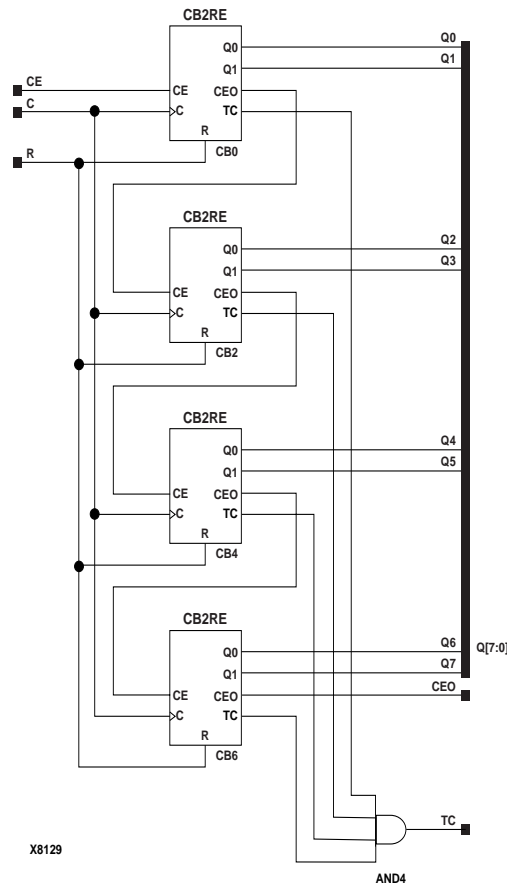 CB2RE
Q0
Q0
Q1
Q1
CE
CE
CEO
C
C
TC
R
R
CB0
CB2RE
Q0
Q2
Q1
Q3
CE
CEO
C
TC
R
CB2
CB2RE
Q0
Q4
Q1
Q5
CE
CEO
C
TC
R
CB4
CB2RE
Q0
Q6
Q[7:0]
Q1
Q7
CE
CEO
CEO
C
TC
R
CB6
TC
X8129
AND4